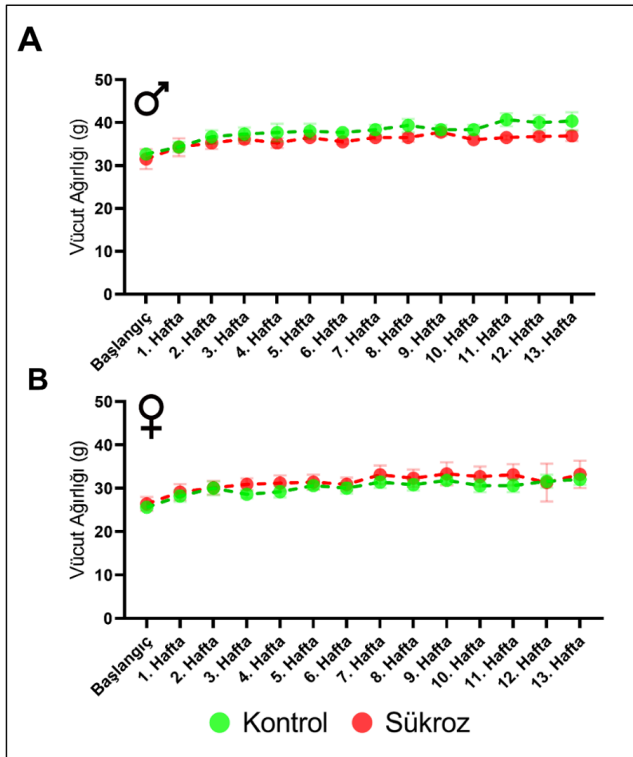 A
♂
Vücut Ağırlığı (g)
50
40
30
20
10
0
Başlangıç
1. Hafta
2. Hafta
3. Hafta
4. Hafta
5. Hafta
6. Hafta
7. Hafta
8. Hafta
9. Hafta
10. Hafta
11. Hafta
12. Hafta
13. Hafta
B
♀
Vücut Ağırlığı (g)
50
40
30
20
10
0
Başlangıç
1. Hafta
2. Hafta
3. Hafta
4. Hafta
5. Hafta
6. Hafta
7. Hafta
8. Hafta
9. Hafta
10. Hafta
11. Hafta
12. Hafta
13. Hafta
Kontrol Sükroz